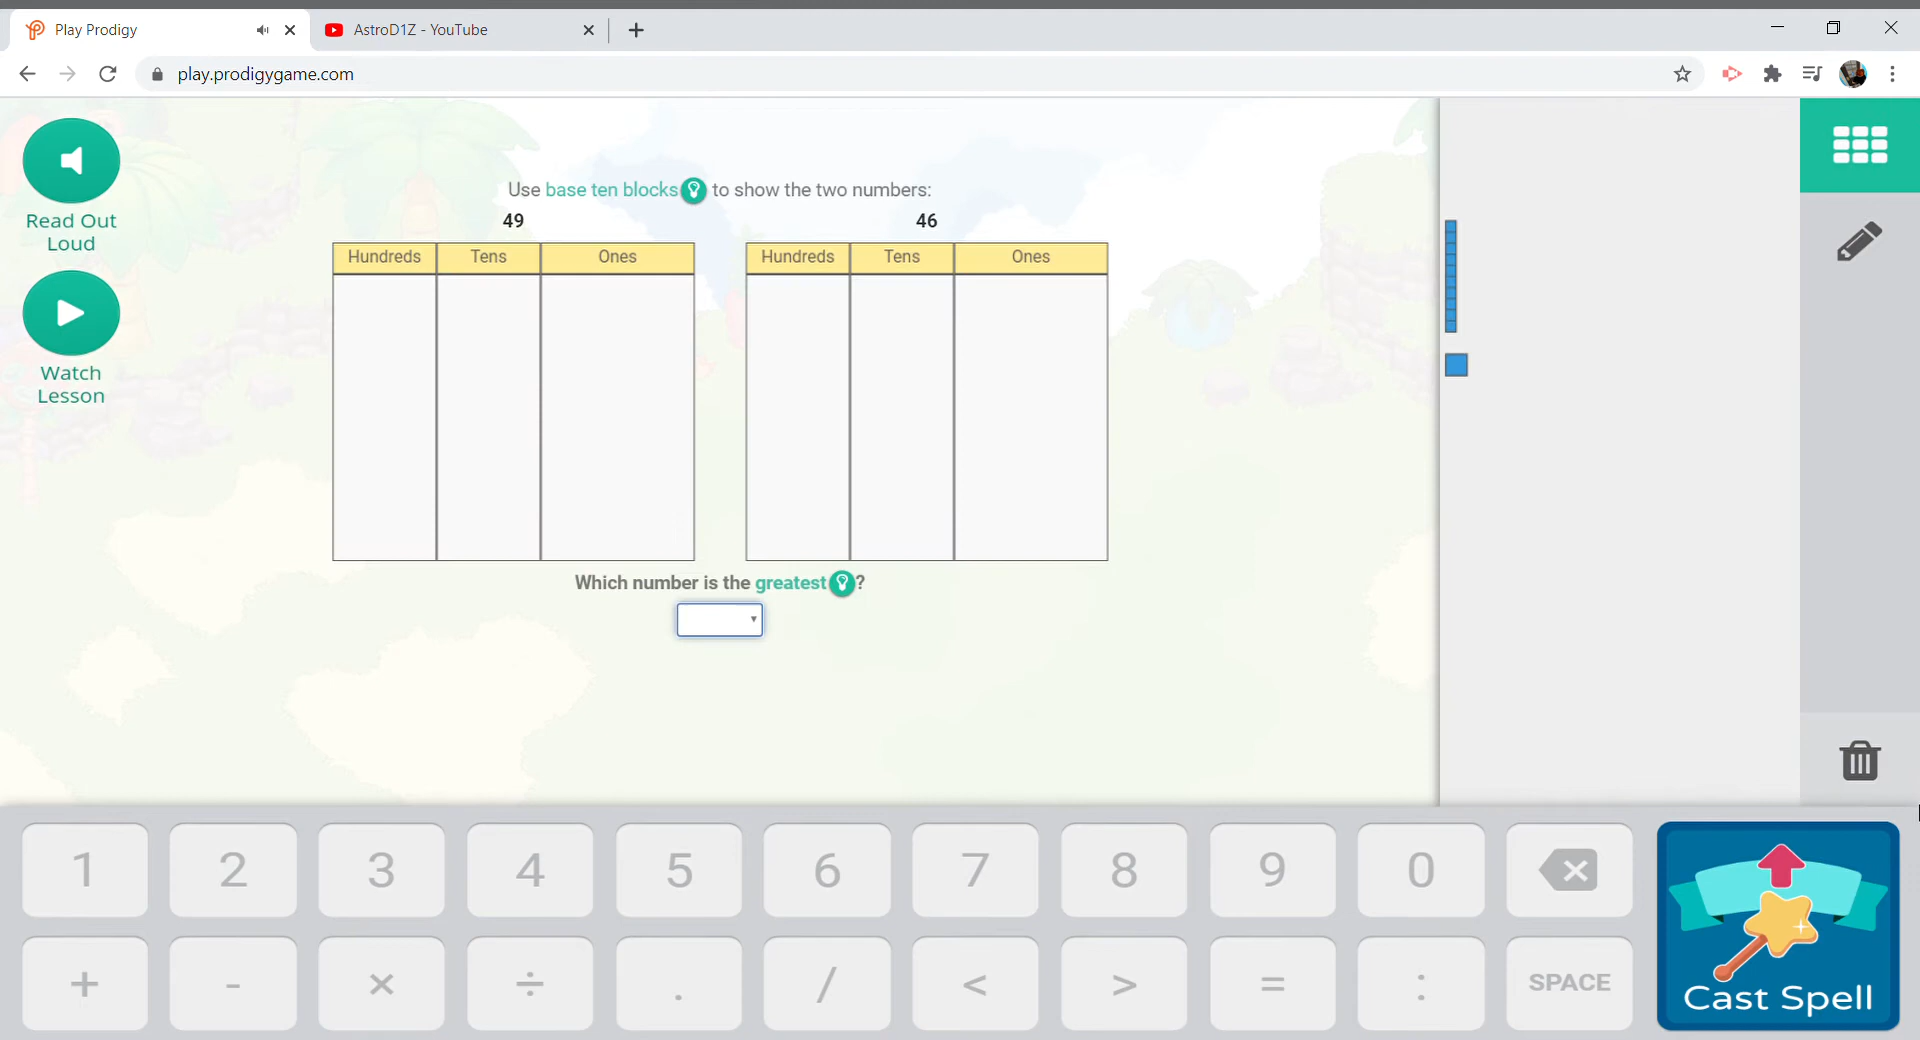 Play Prodigy
AstroD1Z - YouTube
play.prodigygame.com
Read Out
Loud
Watch
Lesson
Use base ten blocks to show the two numbers:
49 46
Hundreds Tens Ones Hundreds Tens Ones
Which number is the greatest ?
1 2 3 4 5 6 7 8 9 0
+ - × ÷ . / < > = : SPACE
Cast Spell